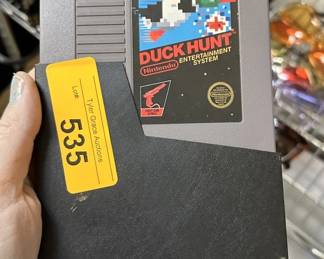 DUCK HUNT
Nintendo
ENTERTAINMENT
SYSTEM
Tyler Grace Auctions
Lot#:
535